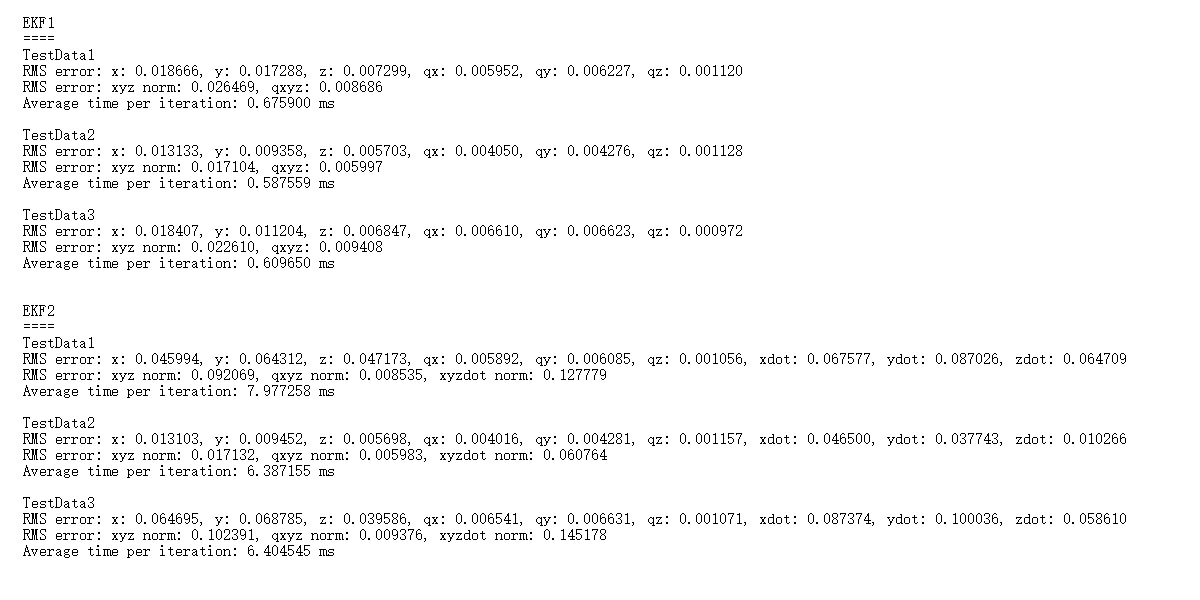 EKF1
====
TestData1
RMS error: x: 0.018666, y: 0.017288, z: 0.007299, qx: 0.005952, qy: 0.006227, qz: 0.001120
RMS error: xyz norm: 0.026469, qxyz: 0.008686
Average time per iteration: 0.675900 ms
TestData2
RMS error: x: 0.013133, y: 0.009358, z: 0.005703, qx: 0.004050, qy: 0.004276, qz: 0.001128
RMS error: xyz norm: 0.017104, qxyz: 0.005997
Average time per iteration: 0.587559 ms
TestData3
RMS error: x: 0.018407, y: 0.011204, z: 0.006847, qx: 0.006610, qy: 0.006623, qz: 0.000972
RMS error: xyz norm: 0.022610, qxyz: 0.009408
Average time per iteration: 0.609650 ms
EKF2
====
TestData1
RMS error: x: 0.045994, y: 0.064312, z: 0.047173, qx: 0.005892, qy: 0.006085, qz: 0.001056, xdot: 0.067577, ydot: 0.087026, zdot: 0.064709
RMS error: xyz norm: 0.092069, qxyz norm: 0.008535, xyzdot norm: 0.127779
Average time per iteration: 7.977258 ms
TestData2
RMS error: x: 0.013103, y: 0.009452, z: 0.005698, qx: 0.004016, qy: 0.004281, qz: 0.001157, xdot: 0.046500, ydot: 0.037743, zdot: 0.010266
RMS error: xyz norm: 0.017132, qxyz norm: 0.005983, xyzdot norm: 0.060764
Average time per iteration: 6.387155 ms
TestData3
RMS error: x: 0.064695, y: 0.068785, z: 0.039586, qx: 0.006541, qy: 0.006631, qz: 0.001071, xdot: 0.087374, ydot: 0.100036, zdot: 0.058610
RMS error: xyz norm: 0.102391, qxyz norm: 0.009376, xyzdot norm: 0.145178
Average time per iteration: 6.404545 ms